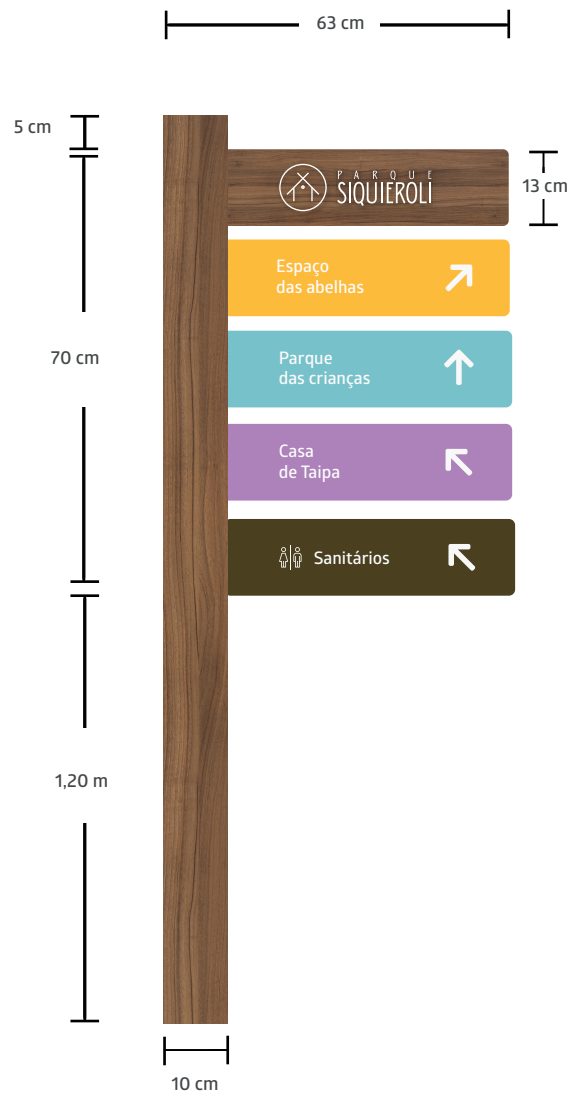 63 cm
5 cm
PARQUE
SIQUIEROLI
13 cm
Espaço
das abelhas
70 cm
Parque
das crianças
Casa
de Taipa
Sanitários
1,20 m
10 cm